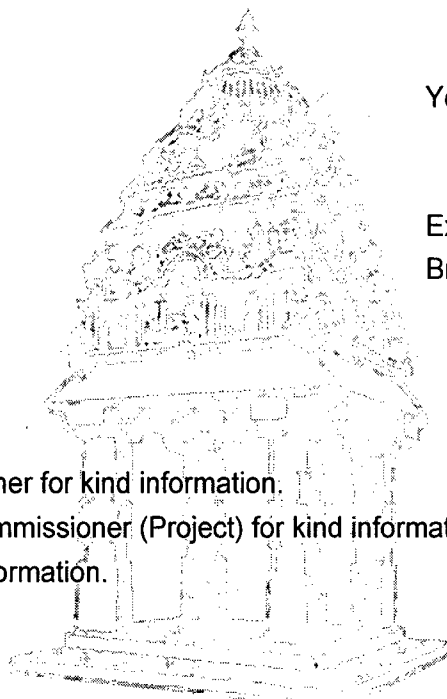 Yo
Ex
Br
ner for kind information.
mmissioner (Project) for kind informat
ormation.